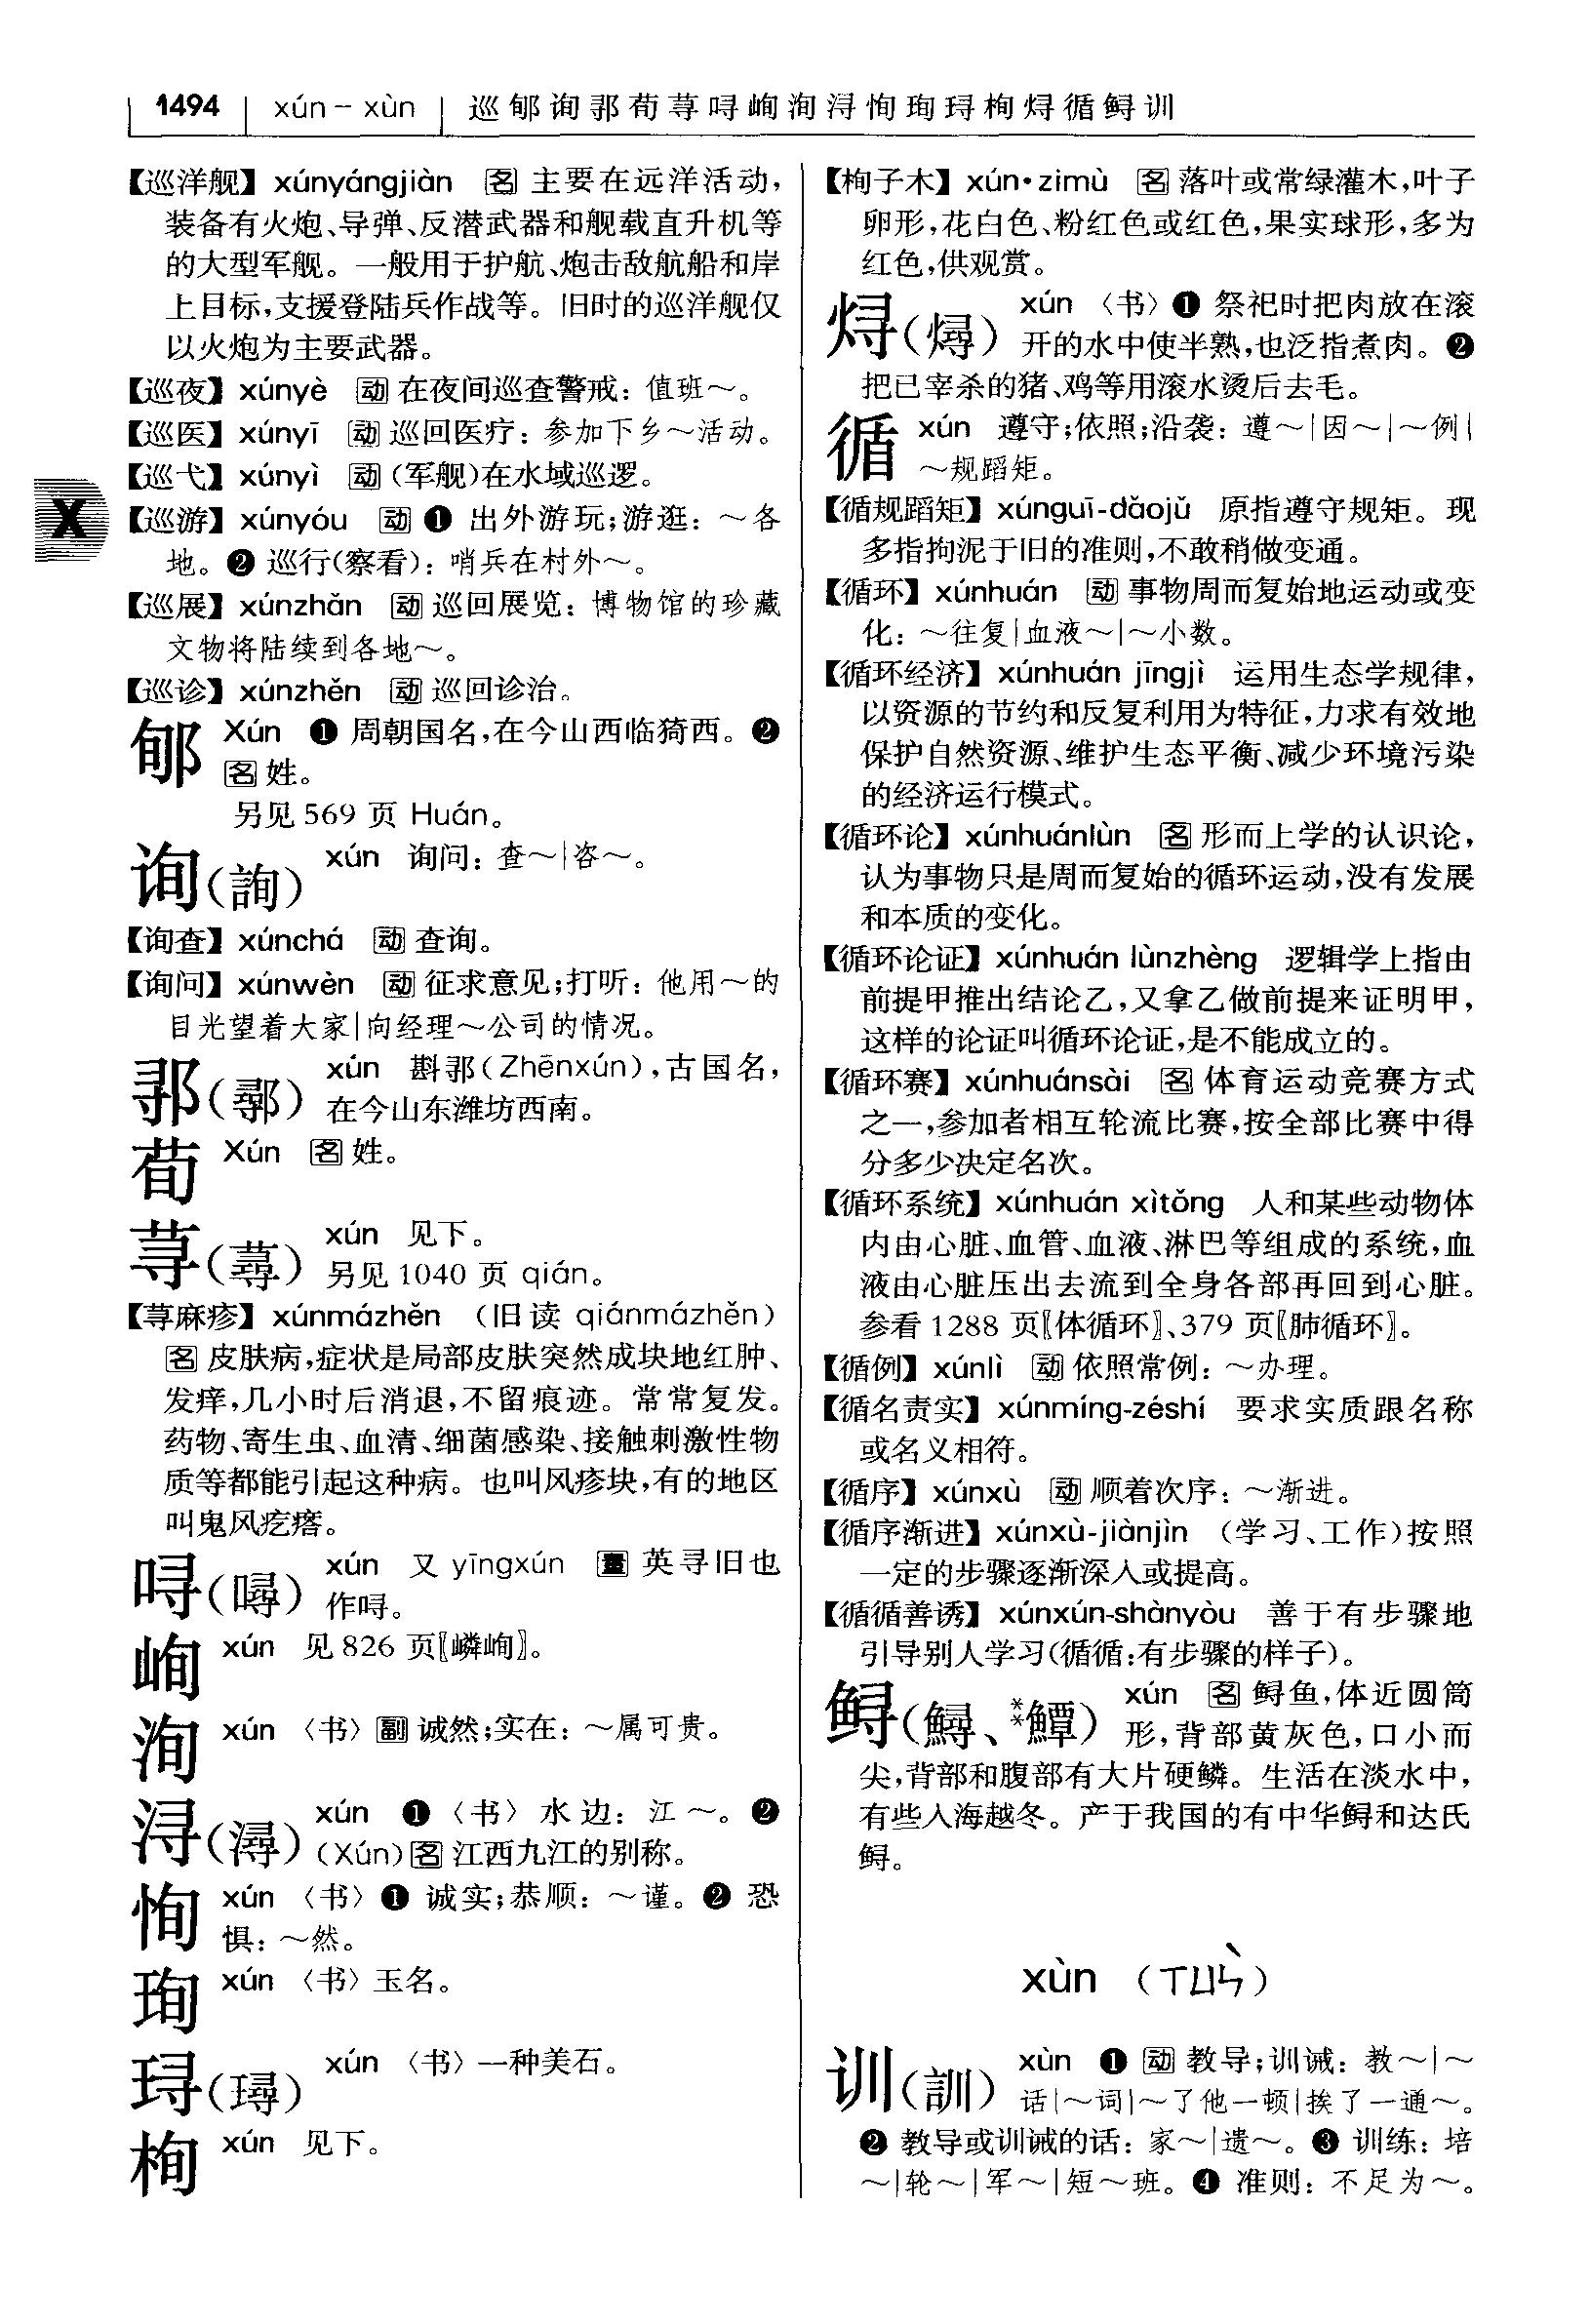 1494 xún－xùn 巡郇询𬩽荀荨㖊峋洵浔恂珣㻀栒𬊈循鲟训
【巡洋舰】xúnyángjiàn 名 主要在远洋活动，
装备有火炮、导弹、反潜武器和舰载直升机等
的大型军舰。一般用于护航、炮击敌航船和岸
上目标，支援登陆兵作战等。旧时的巡洋舰仅
以火炮为主要武器。
【巡夜】xúnyè 动 在夜间巡查警戒：值班～。
【巡医】xúnyī 动 巡回医疗：参加下乡～活动。
【巡弋】xúnyì 动 （军舰）在水域巡逻。
X
【巡游】xúnyóu 动 ❶ 出外游玩；游逛：～各
地。❷ 巡行（察看）：哨兵在村外～。
【巡展】xúnzhǎn 动 巡回展览：博物馆的珍藏
文物将陆续到各地～。
【巡诊】xúnzhěn 动 巡回诊治。
郇 Xún ❶ 周朝国名，在今山西临猗西。❷
名 姓。
另见 569 页 Huán。
询（詢） xún 询问：查～|咨～。
【询查】xúnchá 动 查询。
【询问】xúnwèn 动 征求意见；打听：他用～的
目光望着大家|向经理～公司的情况。
𬩽（鄩） xún 斟𬩽（Zhēnxún），古国名，
在今山东潍坊西南。
荀 Xún 名 姓。
荨（蕁） xún 见下。
另见 1040 页 qián。
【荨麻疹】xúnmázhěn （旧读 qiánmázhěn）
名 皮肤病，症状是局部皮肤突然成块地红肿、
发痒，几小时后消退，不留痕迹。常常复发。
药物、寄生虫、血清、细菌感染、接触刺激性物
质等都能引起这种病。也叫风疹块，有的地区
叫鬼风疙瘩。
㖊（噚） xún 又 yīngxún 量 英寻旧也
作㖊。
峋 xún 见 826 页〖嶙峋〗。
洵 xún 〈书〉副 诚然；实在：～属可贵。
浔（潯） xún ❶〈书〉水边：江～。❷
（Xún）名 江西九江的别称。
恂 xún 〈书〉❶ 诚实；恭顺：～谨。❷ 恐
惧：～然。
珣 xún 〈书〉玉名。
㻀（璕） xún 〈书〉一种美石。
栒 xún 见下。
【栒子木】xún·zimù 名 落叶或常绿灌木，叶子
卵形，花白色、粉红色或红色，果实球形，多为
红色，供观赏。
𬊈（燖） xún 〈书〉❶ 祭祀时把肉放在滚
开的水中使半熟，也泛指煮肉。❷
把已宰杀的猪、鸡等用滚水烫后去毛。
循 xún 遵守；依照；沿袭：遵～|因～|～例|
～规蹈矩。
【循规蹈矩】xúnguī-dǎojǔ 原指遵守规矩。现
多指拘泥于旧的准则，不敢稍做变通。
【循环】xúnhuán 动 事物周而复始地运动或变
化：～往复|血液～|～小数。
【循环经济】xúnhuán jīngjì 运用生态学规律，
以资源的节约和反复利用为特征，力求有效地
保护自然资源、维护生态平衡、减少环境污染
的经济运行模式。
【循环论】xúnhuánlùn 名 形而上学的认识论，
认为事物只是周而复始的循环运动，没有发展
和本质的变化。
【循环论证】xúnhuán lùnzhèng 逻辑学上指由
前提甲推出结论乙，又拿乙做前提来证明甲，
这样的论证叫循环论证，是不能成立的。
【循环赛】xúnhuánsài 名 体育运动竞赛方式
之一，参加者相互轮流比赛，按全部比赛中得
分多少决定名次。
【循环系统】xúnhuán xìtǒng 人和某些动物体
内由心脏、血管、血液、淋巴等组成的系统，血
液由心脏压出去流到全身各部再回到心脏。
参看 1288 页〖体循环〗、379 页〖肺循环〗。
【循例】xúnlì 动 依照常例：～办理。
【循名责实】xúnmíng-zéshí 要求实质跟名称
或名义相符。
【循序】xúnxù 动 顺着次序：～渐进。
【循序渐进】xúnxù-jiànjìn （学习、工作）按照
一定的步骤逐渐深入或提高。
【循循善诱】xúnxún-shànyòu 善于有步骤地
引导别人学习（循循：有步骤的样子）。
鲟（鱘、**鱏） xún 名 鲟鱼，体近圆筒
形，背部黄灰色，口小而
尖，背部和腹部有大片硬鳞。生活在淡水中，
有些入海越冬。产于我国的有中华鲟和达氏
鲟。
xùn （ㄒㄩㄣˋ）
训（訓） xùn ❶ 动 教导；训诫：教～|～
话|～词|～了他一顿|挨了一通～。
❷ 教导或训诫的话：家～|遗～。❸ 训练：培
～|轮～|军～|短～班。❹ 准则：不足为～。